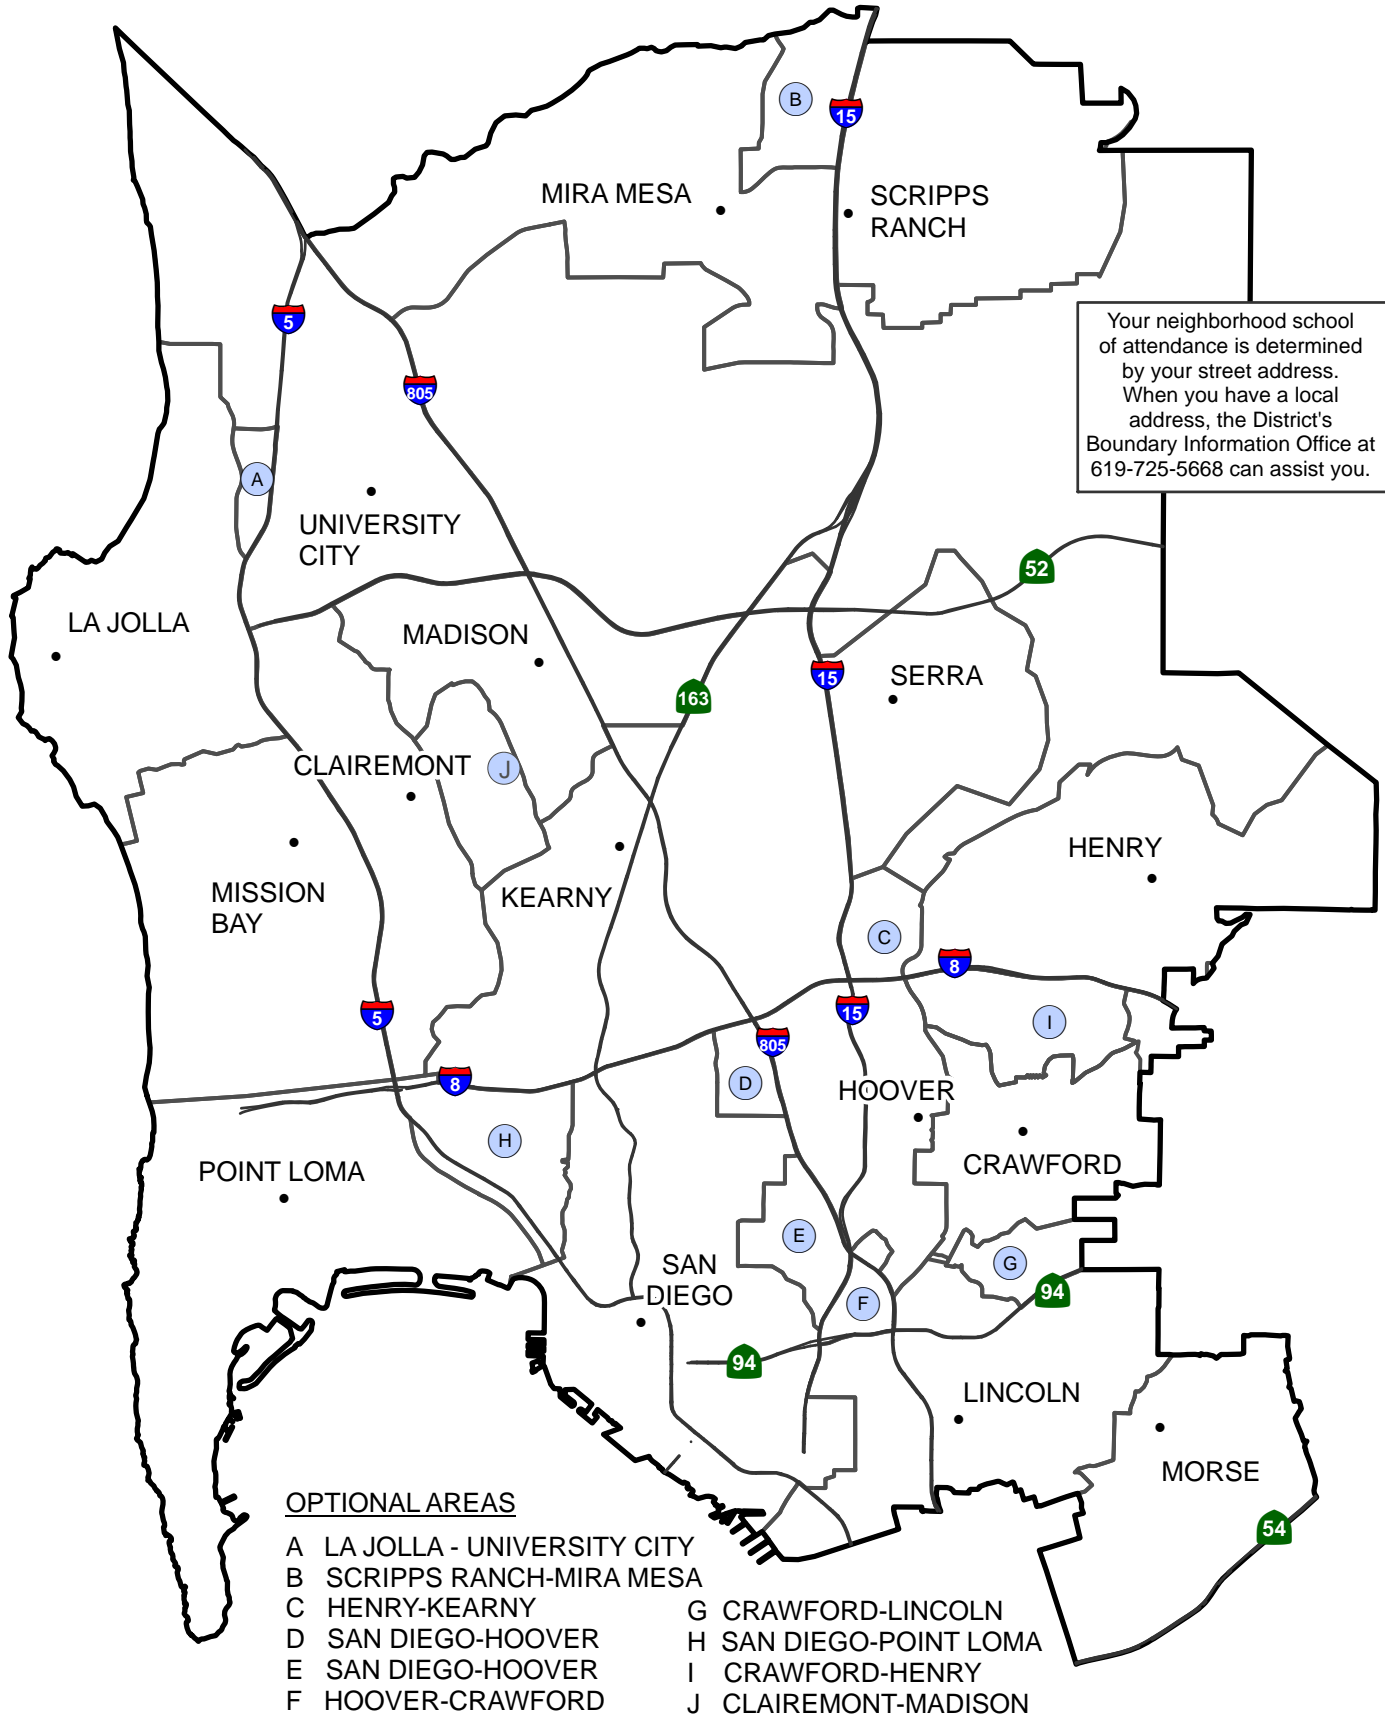 B
15
MIRA MESA
SCRIPPS
RANCH
5
805
Your neighborhood school
of attendance is determined
by your street address.
When you have a local
address, the District's
Boundary Information Office at
619-725-5668 can assist you.
A
UNIVERSITY
CITY
52
LA JOLLA
MADISON
163
15
SERRA
CLAIREMONT
J
HENRY
MISSION
BAY
KEARNY
C
8
5
15
I
805
8
D
HOOVER
H
CRAWFORD
POINT LOMA
E
G
SAN
DIEGO
F
94
94
LINCOLN
MORSE
54
OPTIONAL AREAS
A LA JOLLA - UNIVERSITY CITY
B SCRIPPS RANCH-MIRA MESA
C HENRY-KEARNY
D SAN DIEGO-HOOVER
E SAN DIEGO-HOOVER
F HOOVER-CRAWFORD
G CRAWFORD-LINCOLN
H SAN DIEGO-POINT LOMA
I CRAWFORD-HENRY
J CLAIREMONT-MADISON